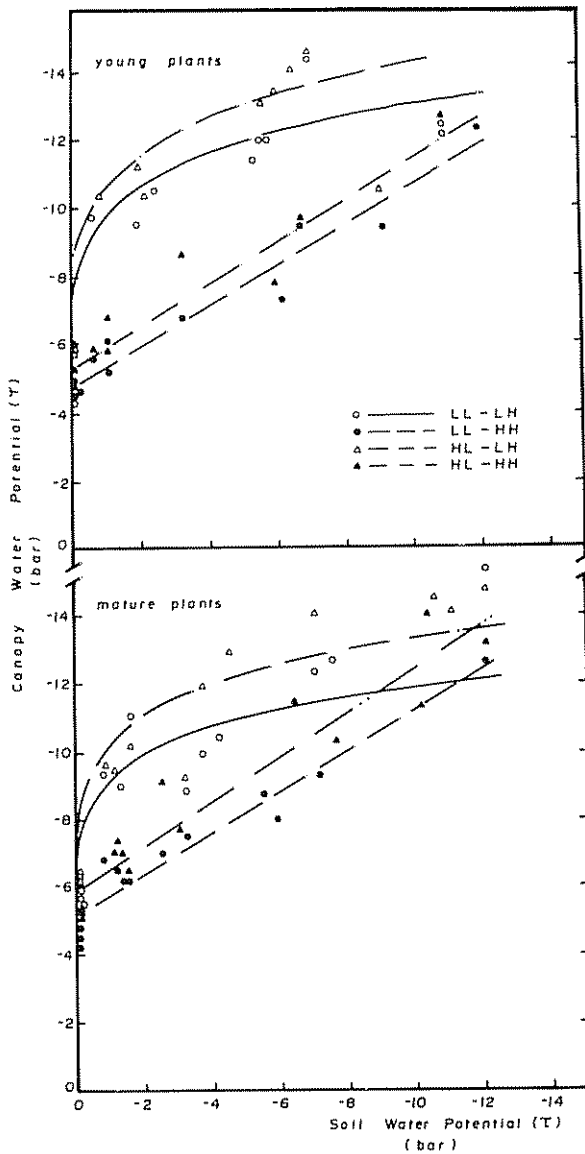 young plants
-14
-12
-10
-8
-6
-4
-2
0
LL-LH
LL-HH
HL-LH
HL-HH
Canopy Water Potential (T)
(bar)
mature plants
-14
-12
-10
-8
-6
-4
-2
0
0 -2 -4 -6 -8 -10 -12 -14
Soil Water Potential (T)
(bar)